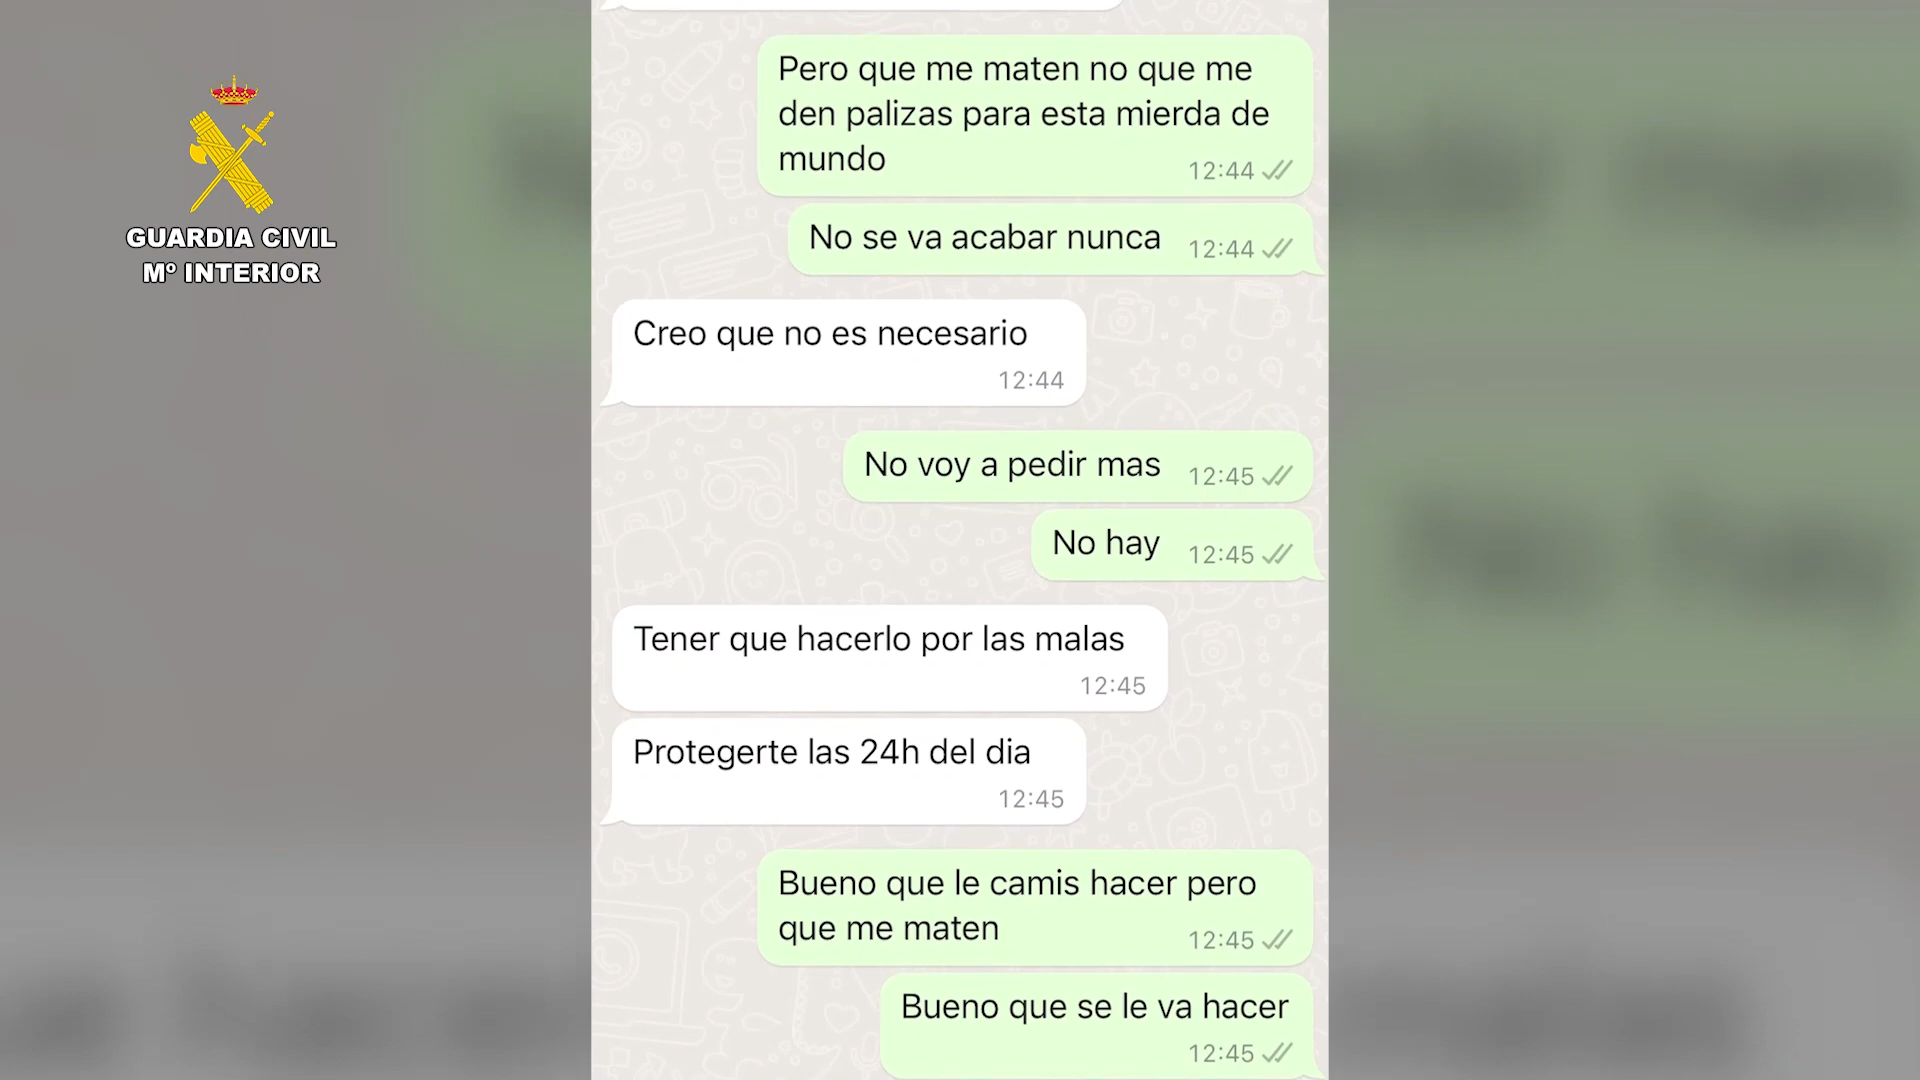 GUARDIA CIVIL
Mº INTERIOR
Pero que me maten no que me
den palizas para esta mierda de
mundo
12:44
No se va acabar nunca 12:44
Creo que no es necesario
12:44
No voy a pedir mas 12:45
No hay 12:45
Tener que hacerlo por las malas
12:45
Protegerte las 24h del dia
12:45
Bueno que le camis hacer pero
que me maten 12:45
Bueno que se le va hacer
12:45